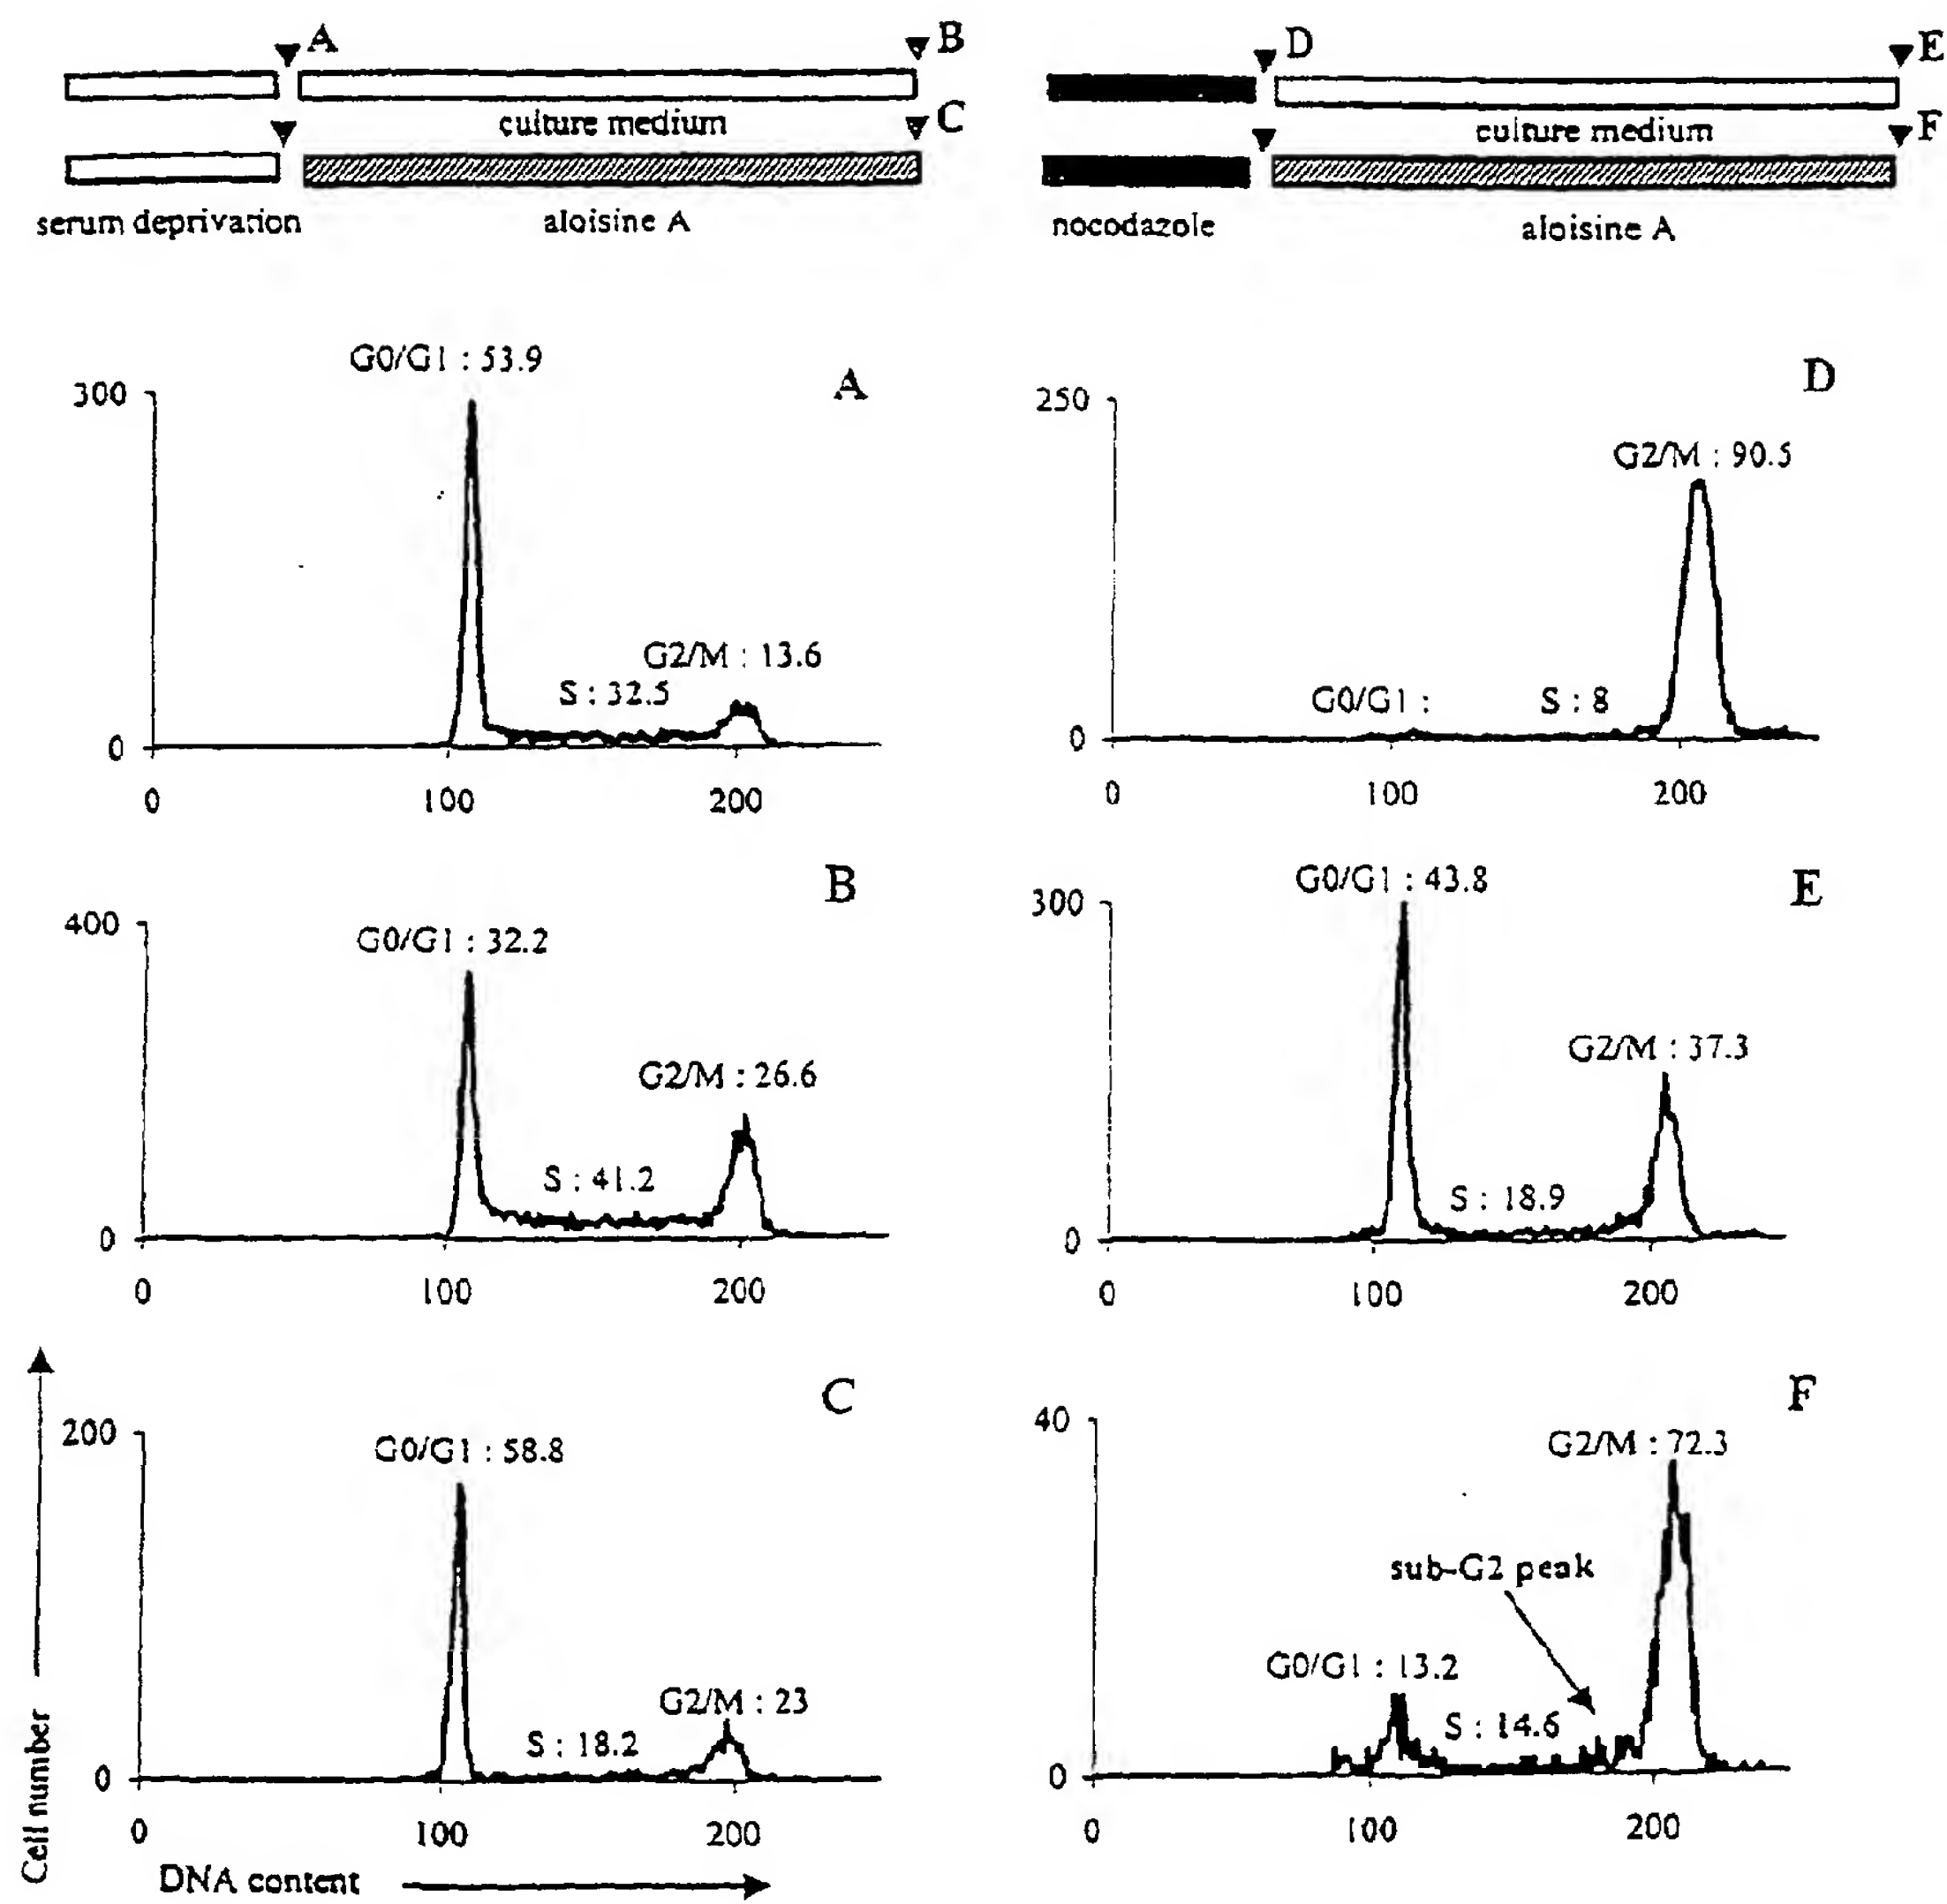 A
B
culture medium
C
serum deprivation
aloisine A
D
E
culture medium
F
nocodazole
aloisine A
G0/G1 : 53.9
A
300
G2/M : 13.6
S : 32.5
0
0
100
200
D
250
G2/M : 90.5
G0/G1 :
S : 8
0
0
100
200
B
400
G0/G1 : 32.2
G2/M : 26.6
S : 41.2
0
0
100
200
G0/G1 : 43.8
E
300
G2/M : 37.3
S : 18.9
0
0
100
200
C
200
G0/G1 : 58.8
G2/M : 23
S : 18.2
0
0
100
200
F
40
G2/M : 72.3
sub-G2 peak
G0/G1 : 13.2
S : 14.6
0
0
100
200
Cell number
DNA content